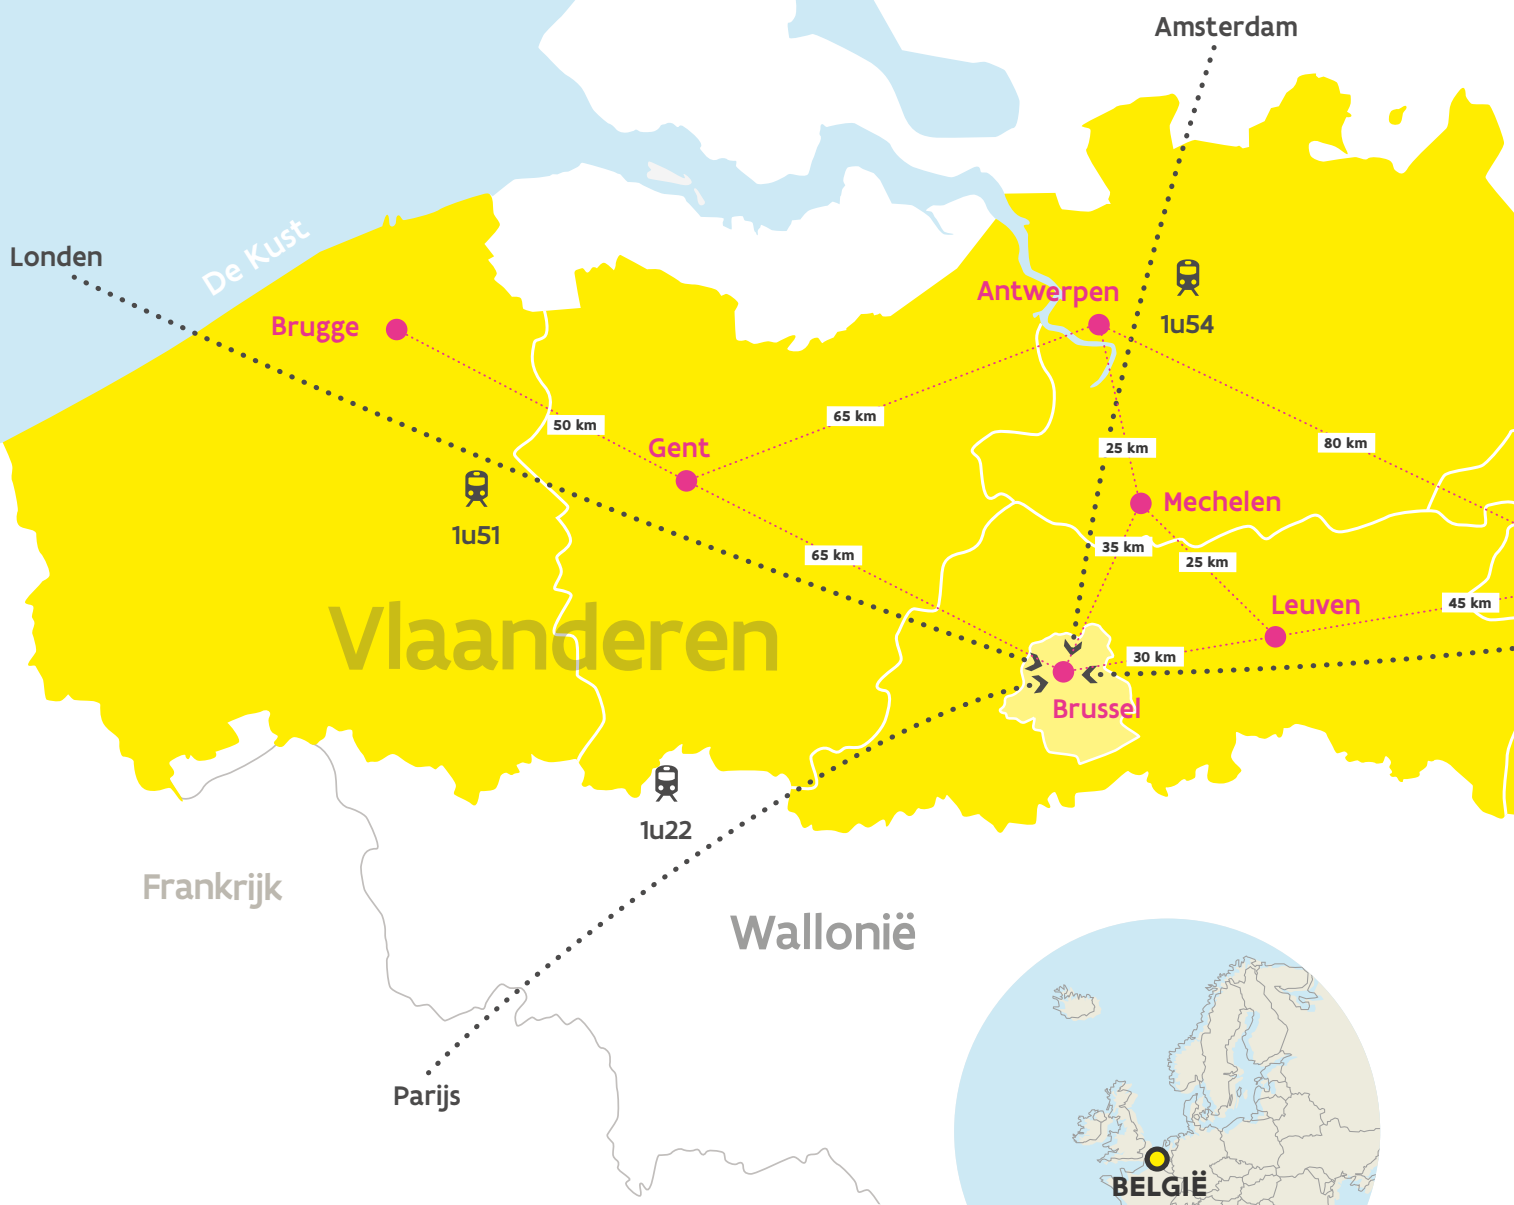 Amsterdam
De Kust
Londen
Antwerpen
1u54
Brugge
50 km
65 km
80 km
25 km
Gent
Mechelen
1u51
65 km
35 km
25 km
Leuven
45 km
Vlaanderen
30 km
Brussel
1u22
Frankrijk
Wallonië
Parijs
BELGIË